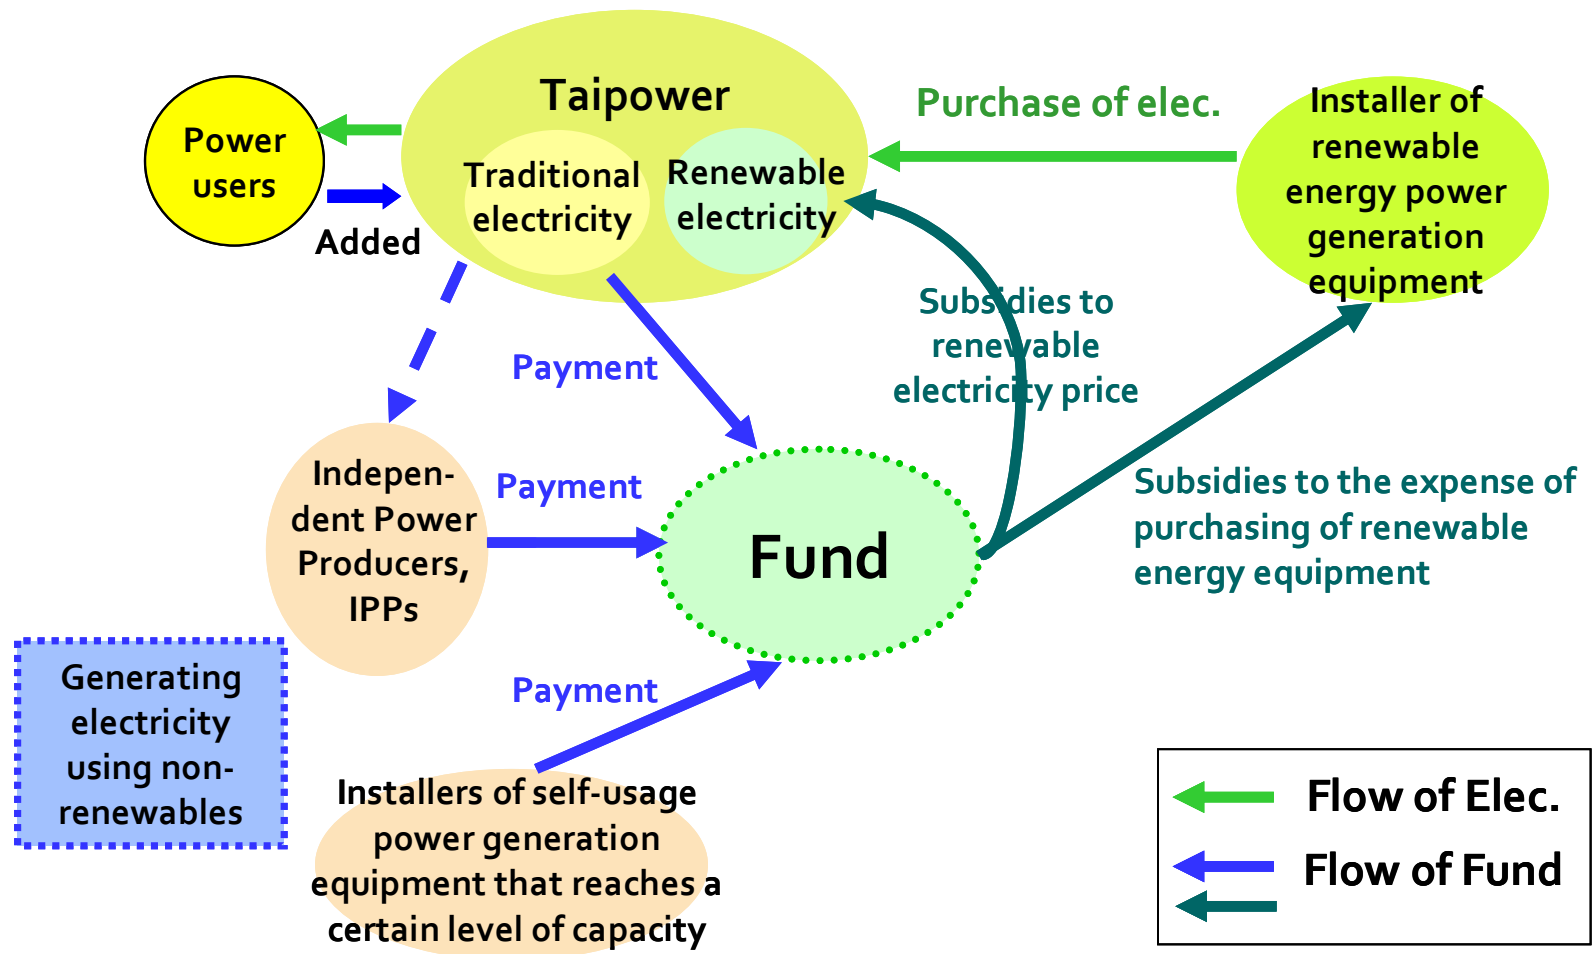 Taipower
Traditional
electricity
Renewable
electricity
Power
users
Added
Purchase of elec.
Installer of
renewable
energy power
generation
equipment
Subsidies to
renewable
electricity price
Payment
Indepen-
dent Power
Producers,
IPPs
Payment
Fund
Subsidies to the expense of
purchasing of renewable
energy equipment
Generating
electricity
using non-
renewables
Payment
Installers of self-usage
power generation
equipment that reaches a
certain level of capacity
Flow of Elec.
Flow of Fund